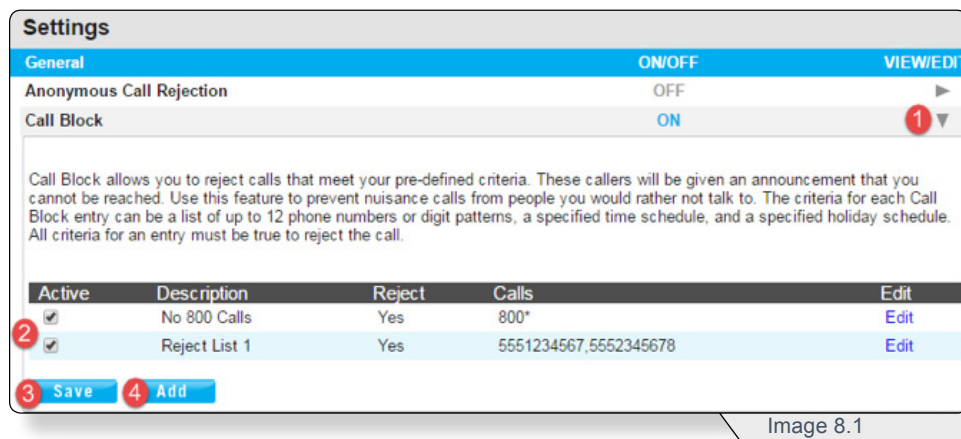 Settings
General ON/OFF VIEW/EDI
Anonymous Call Rejection OFF
Call Block ON 1
Call Block allows you to reject calls that meet your pre-defined criteria. These callers will be given an announcement that you
cannot be reached. Use this feature to prevent nuisance calls from people you would rather not talk to. The criteria for each Call
Block entry can be a list of up to 12 phone numbers or digit patterns, a specified time schedule, and a specified holiday schedule.
All criteria for an entry must be true to reject the call.
Active Description Reject Calls Edit
No 800 Calls Yes 800* Edit
2 Reject List 1 Yes 5551234567,5552345678 Edit
3 Save 4 Add
Image 8.1